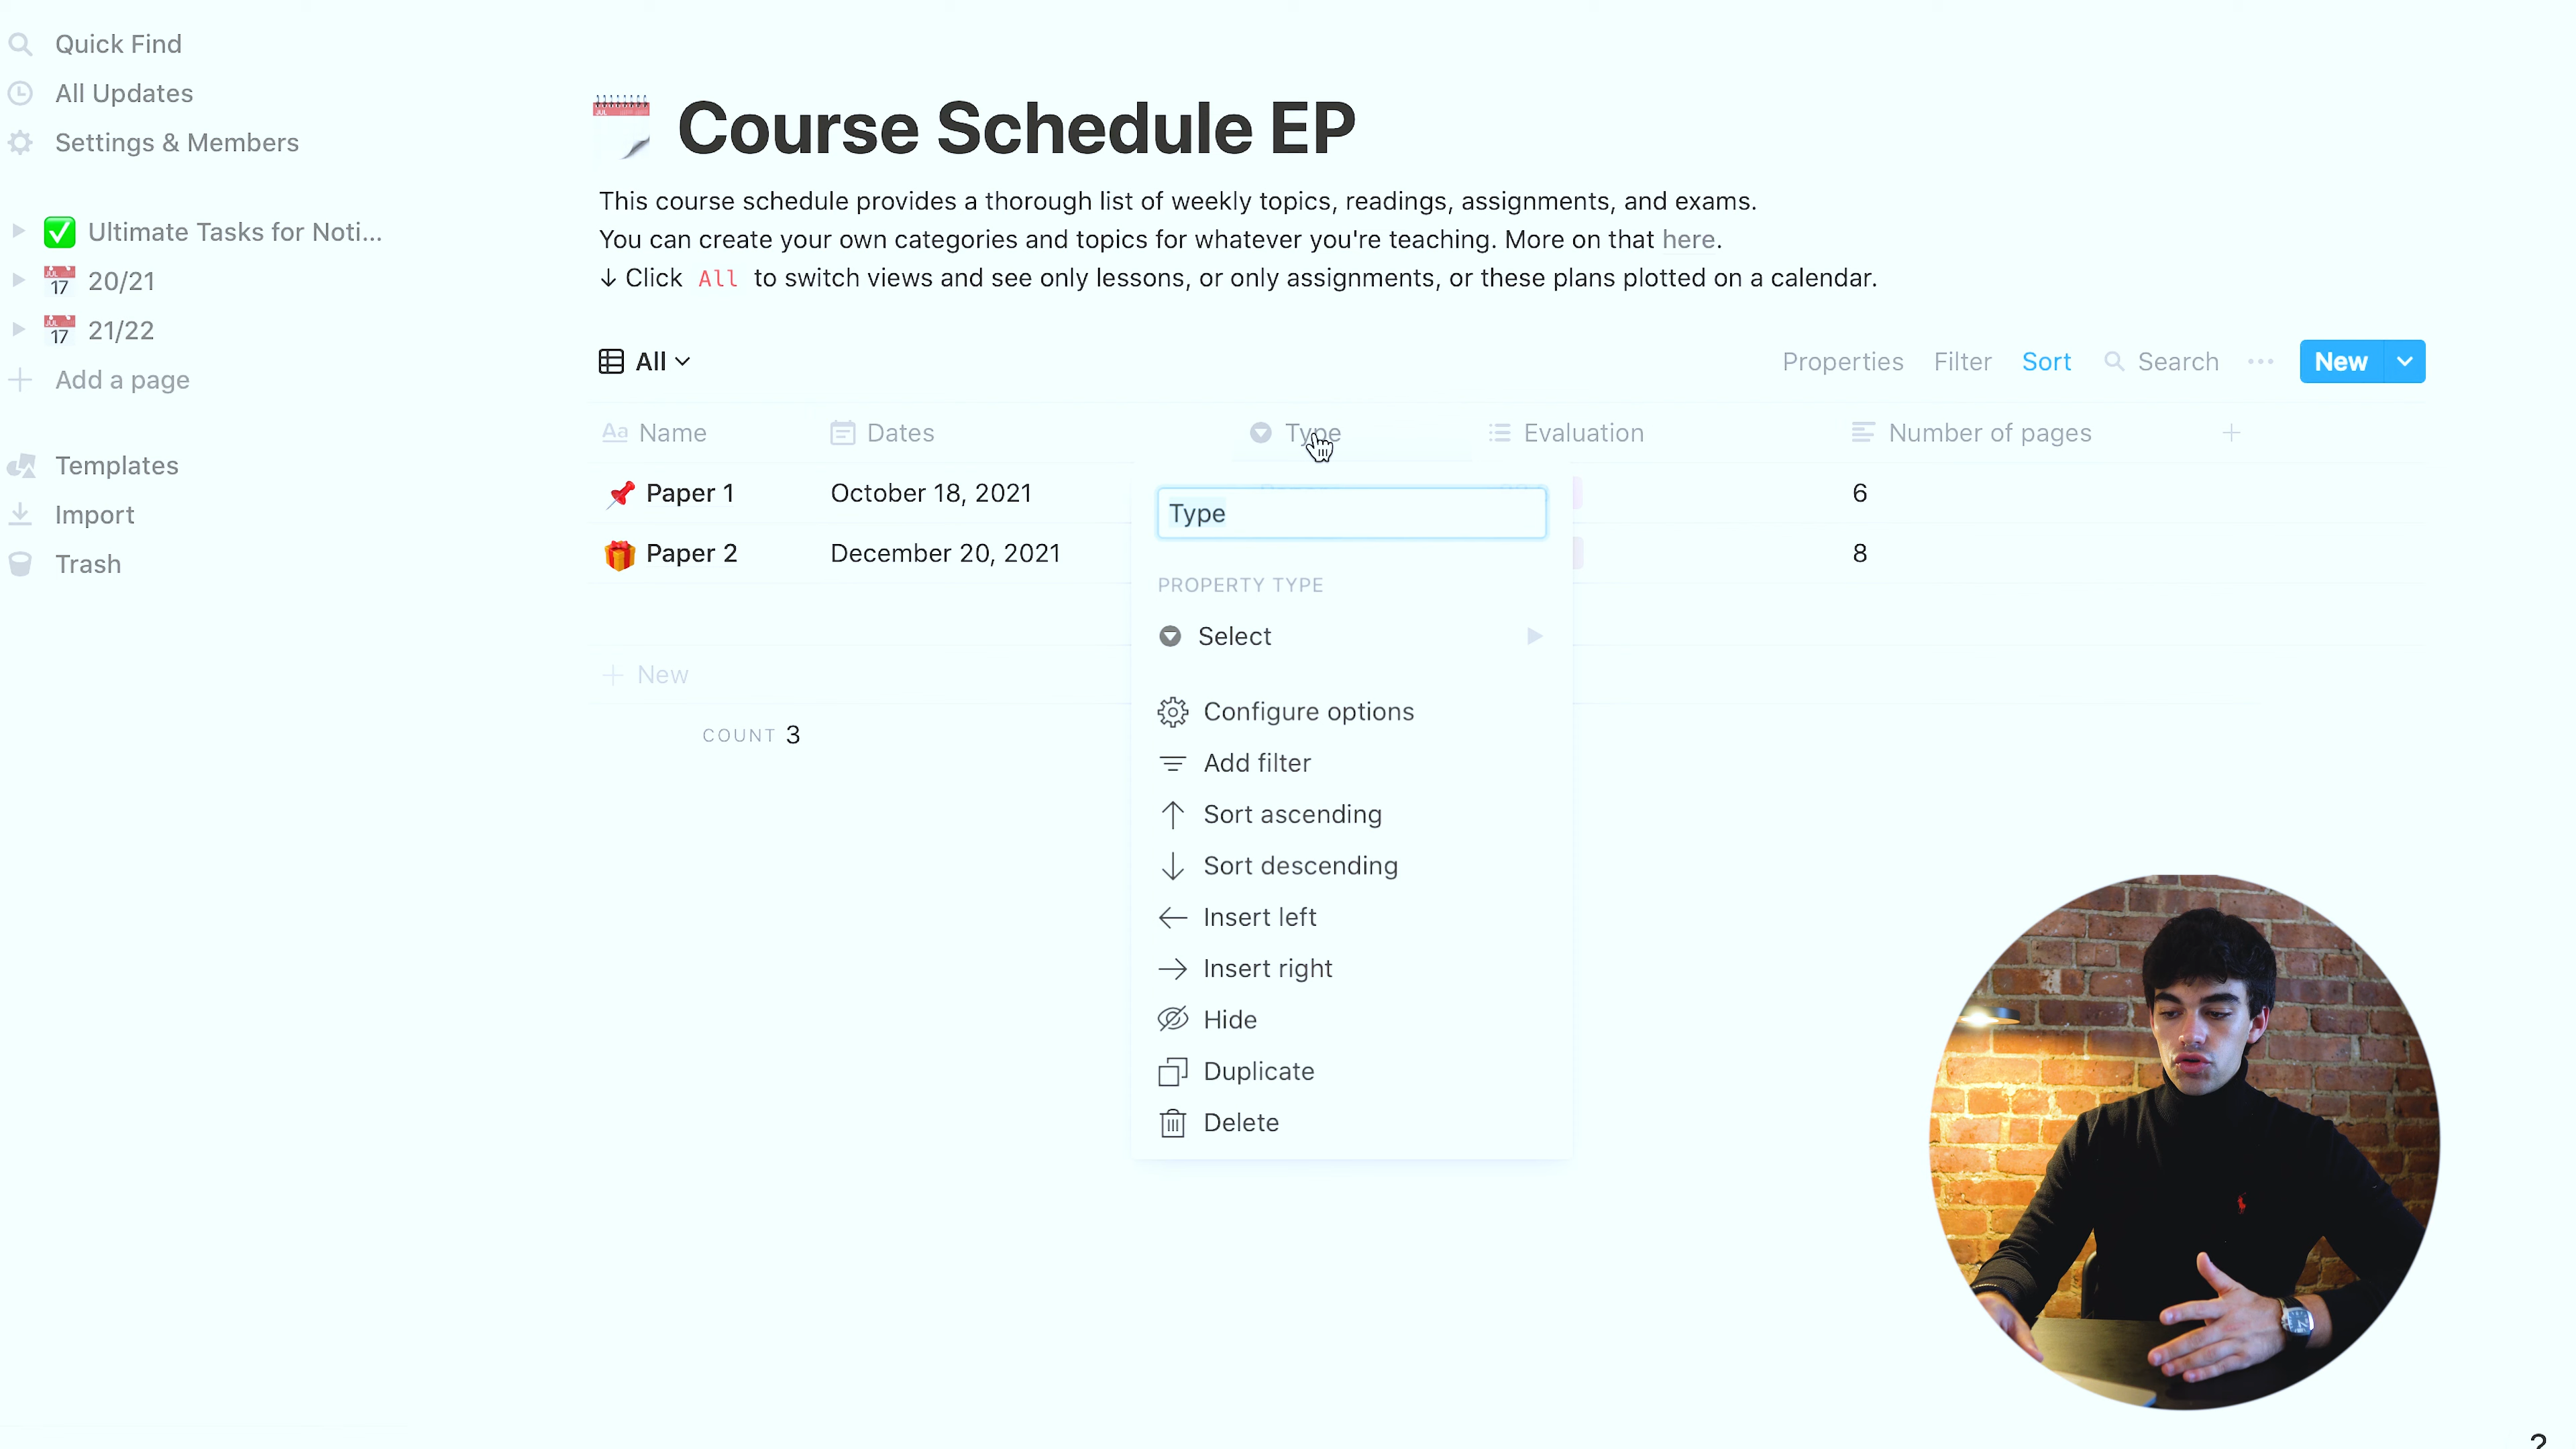 Quick Find
All Updates
Settings & Members
Ultimate Tasks for Noti...
20/21
21/22
Add a page
Templates
Import
Trash
Course Schedule EP
This course schedule provides a thorough list of weekly topics, readings, assignments, and exams.
You can create your own categories and topics for whatever you're teaching. More on that here.
↓ Click All to switch views and see only lessons, or only assignments, or these plans plotted on a calendar.
All
Properties Filter Sort Search ... New
Aa Name Dates Type Evaluation Number of pages +
Paper 1 October 18, 2021 6
Paper 2 December 20, 2021 8
+ New
COUNT 3
Type
PROPERTY TYPE
Select
Configure options
Add filter
Sort ascending
Sort descending
Insert left
Insert right
Hide
Duplicate
Delete
?